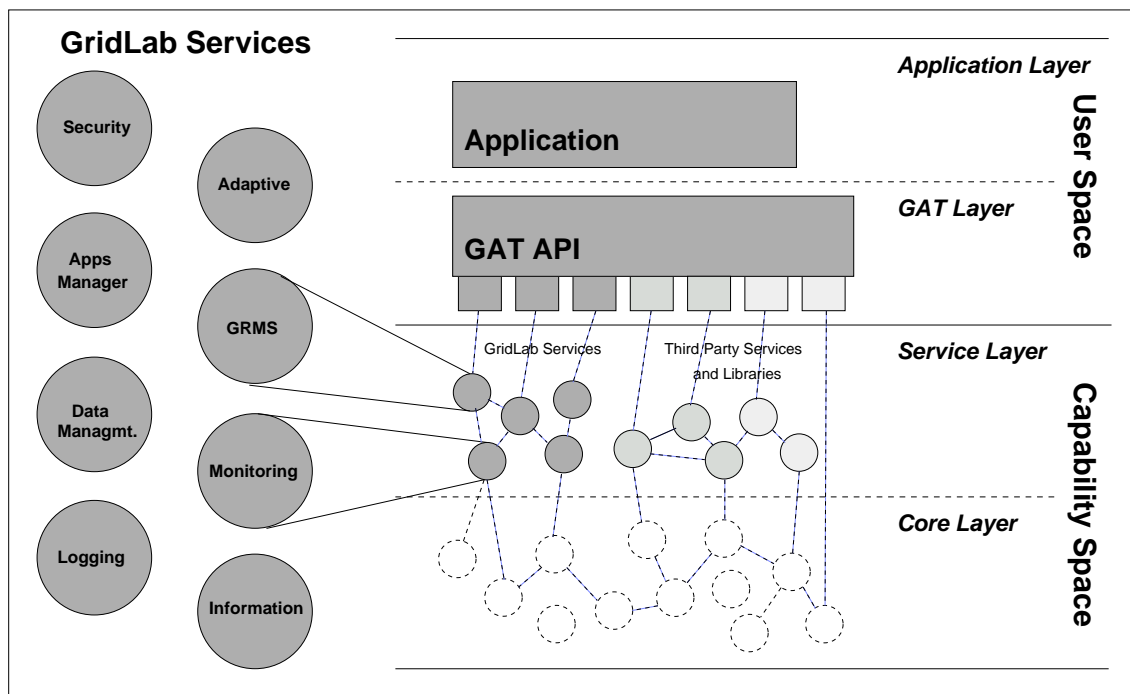 GridLab Services
Security
Adaptive
Apps
Manager
GRMS
Data
Managmt.
Monitoring
Logging
Information
Application Layer
Application
GAT Layer
GAT API
User Space
GridLab Services
Third Party Services
and Libraries
Service Layer
Core Layer
Capability Space